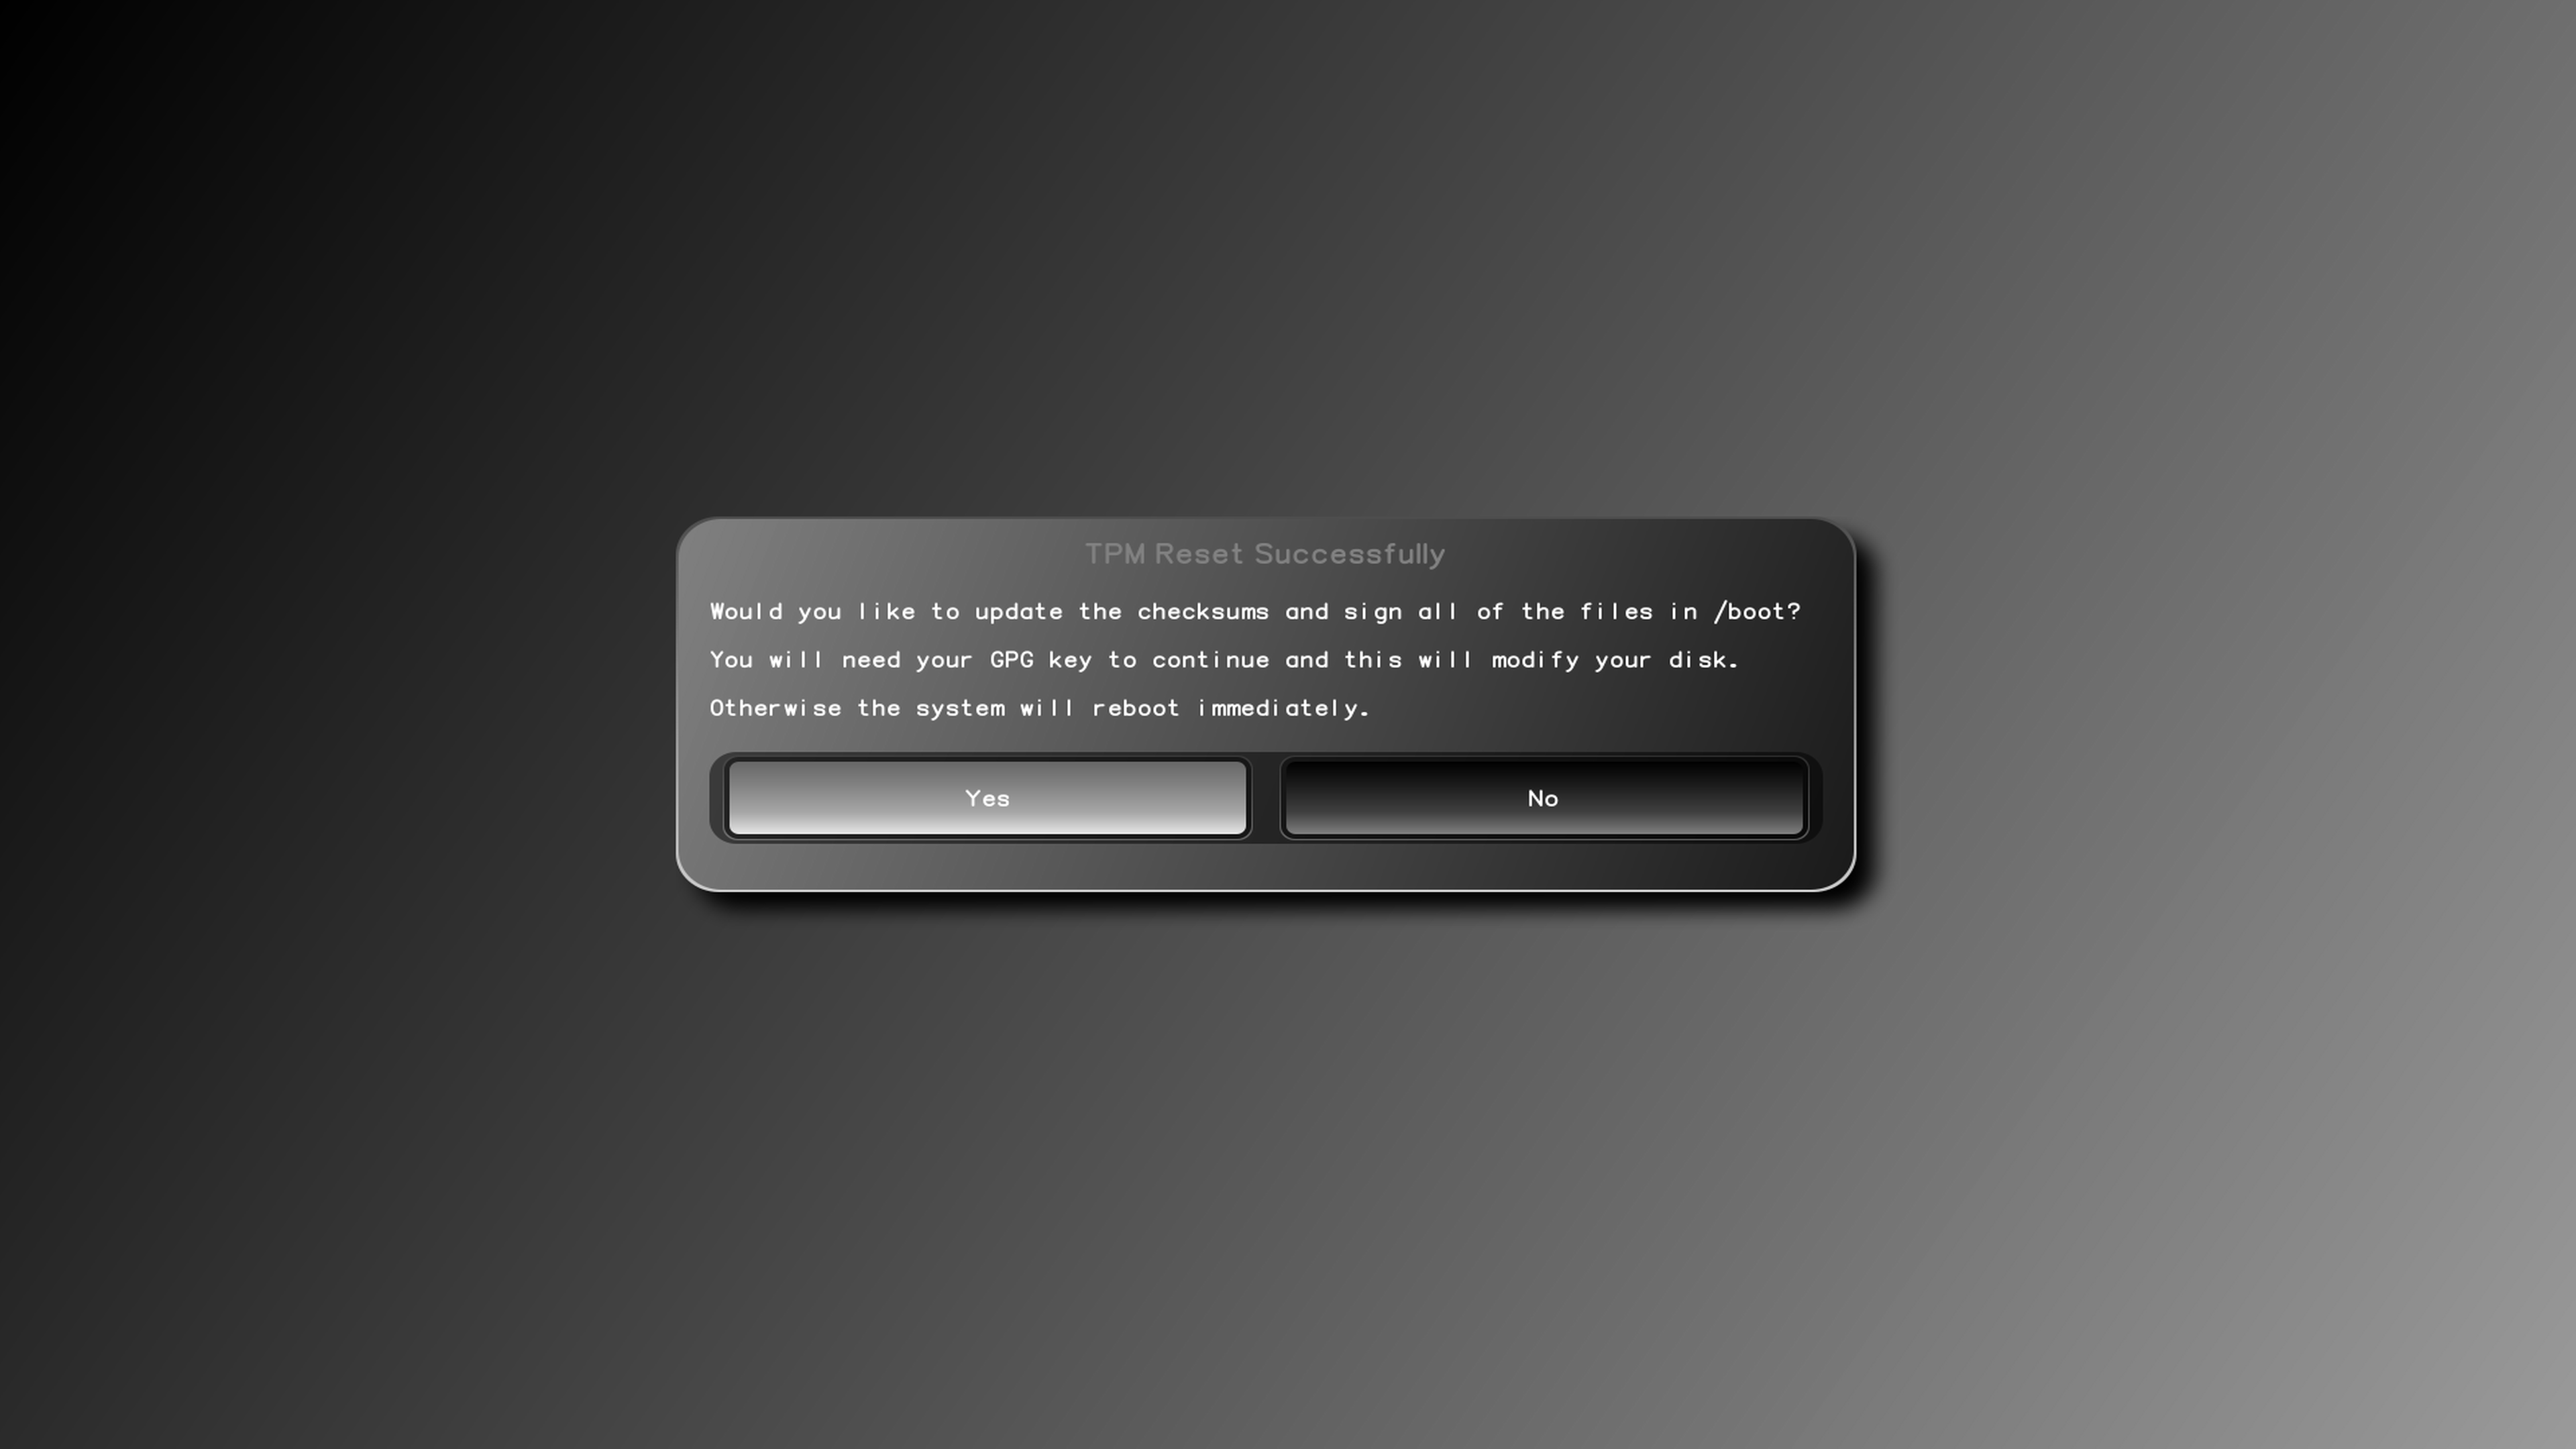 TPM Reset Successfully
Would you like to update the checksums and sign all of the files in /boot?
You will need your GPG key to continue and this will modify your disk.
Otherwise the system will reboot immediately.
Yes
No